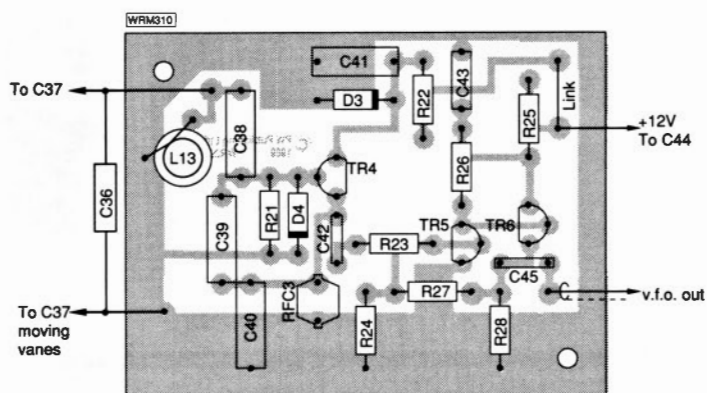 WRM310
To C37
C36
To C37
moving
vanes
L13
C38
C39
C40
R21
D4
C41
D3
TR4
C42
RFC3
R22
C43
R23
R24
R26
TR5
R27
R25
TR6
C45
R28
Link
+12V
To C44
v.f.o. out